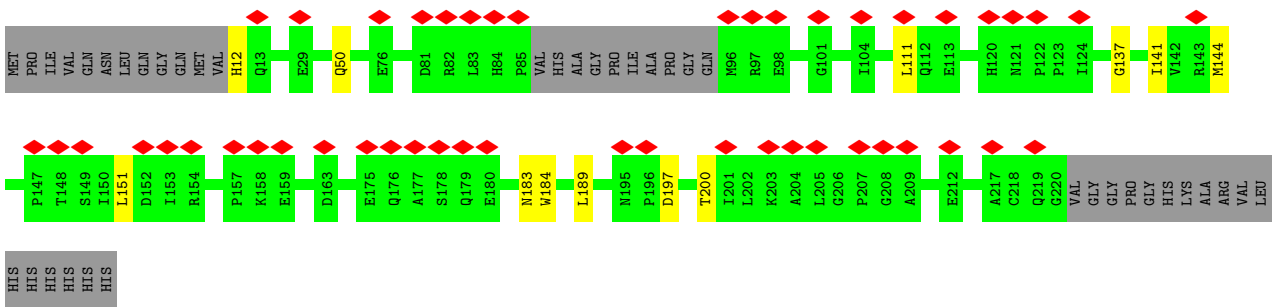 MET PRO ILE VAL GLN ASN LEU GLN GLY GLN MET VAL H12 Q13 E29 Q50 E76 D81 R82 L83 H84 P85 VAL HIS ALA GLY PRO ILE ALA PRO GLY GLN M96 R97 E98 G101 I104 L111 Q112 E113 H120 N121 P122 P123 I124 G137 I141 V142 R143 M144
P147 T148 S149 I150 L151 D152 I153 R154 P157 K158 E159 D163 E175 Q176 A177 S178 Q179 E180 N183 W184 L189 N195 P196 D197 T200 I201 L202 K203 A204 L205 G206 P207 G208 A209 E212 A217 C218 Q219 G220 VAL GLY GLY PRO GLY HIS LYS ALA ARG VAL LEU
HIS HIS HIS HIS HIS HIS